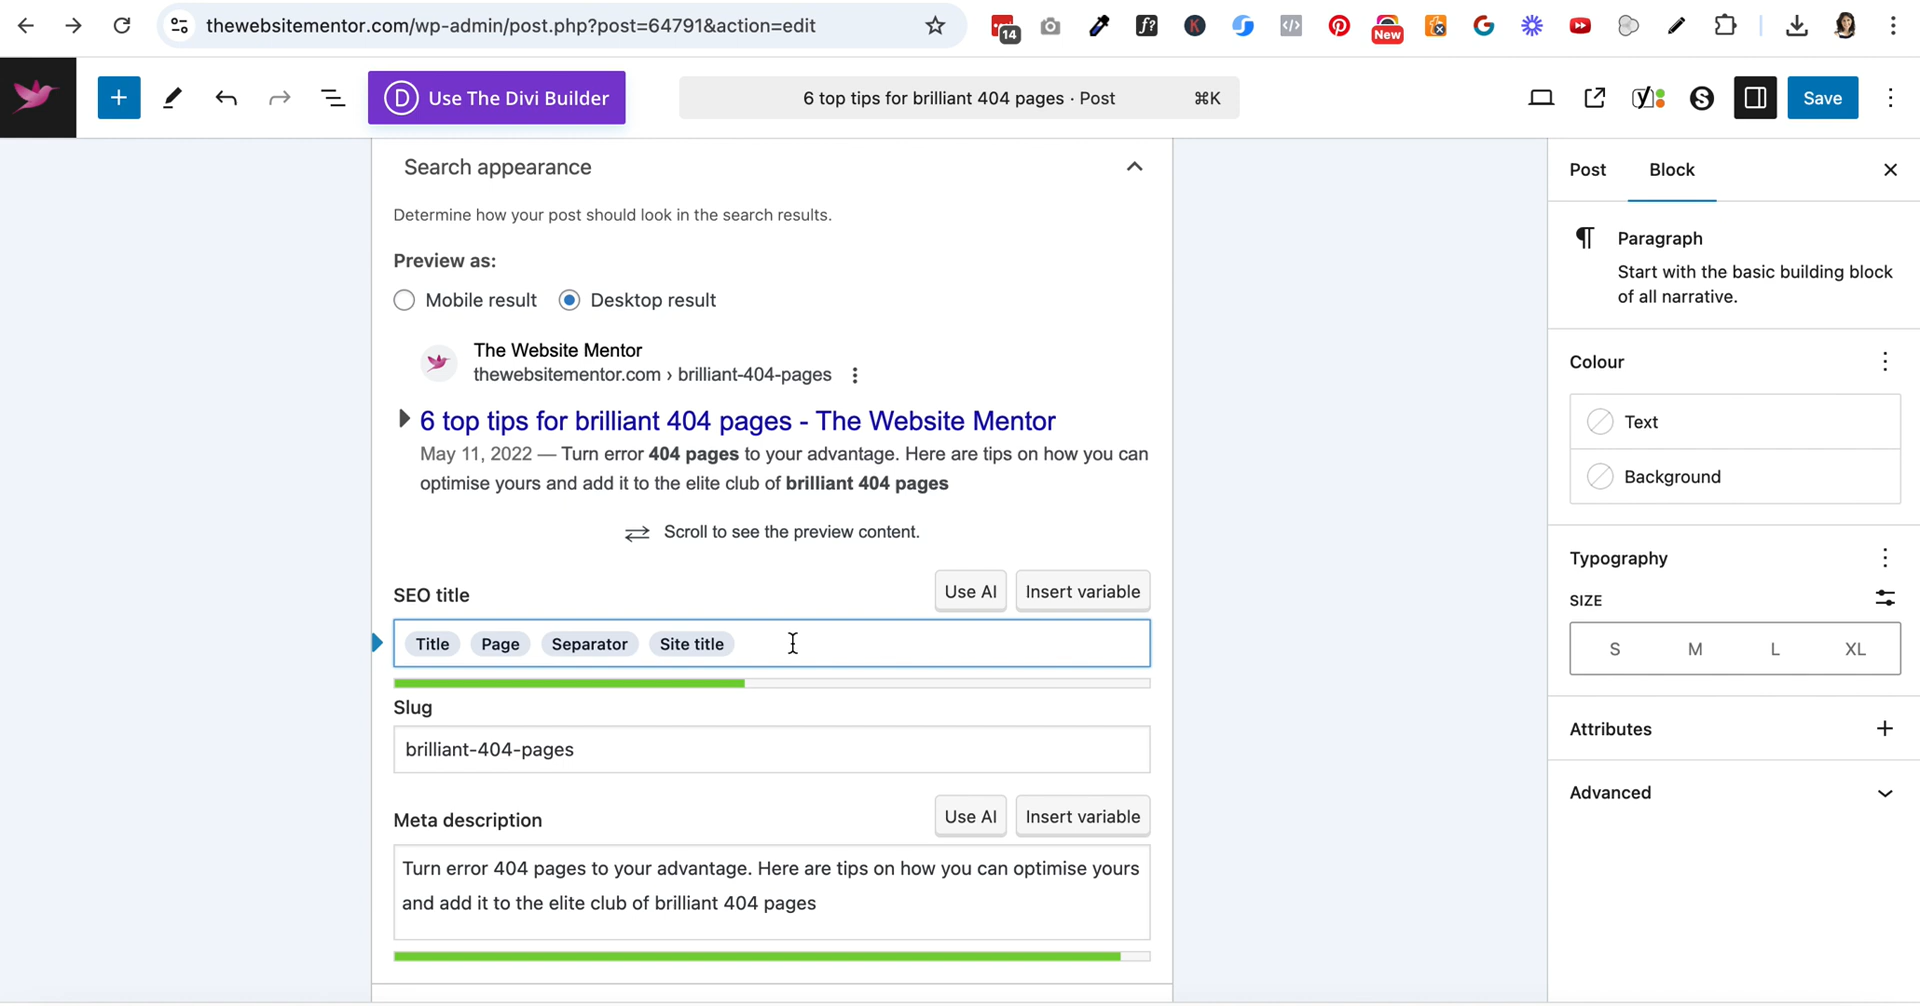 thewebsitementor.com/wp-admin/post.php?post=64791&action=edit
14
f?
K
</>
New
G
D Use The Divi Builder
6 top tips for brilliant 404 pages · Post ⌘K
S
Save
Search appearance
Determine how your post should look in the search results.
Preview as:
Mobile result Desktop result
The Website Mentor
thewebsitementor.com › brilliant-404-pages
6 top tips for brilliant 404 pages - The Website Mentor
May 11, 2022 — Turn error 404 pages to your advantage. Here are tips on how you can
optimise yours and add it to the elite club of brilliant 404 pages
Scroll to see the preview content.
SEO title Use AI Insert variable
Title Page Separator Site title
Slug
brilliant-404-pages
Meta description Use AI Insert variable
Turn error 404 pages to your advantage. Here are tips on how you can optimise yours
and add it to the elite club of brilliant 404 pages
Post Block
Paragraph
Start with the basic building block
of all narrative.
Colour
Text
Background
Typography
SIZE
S M L XL
Attributes
Advanced